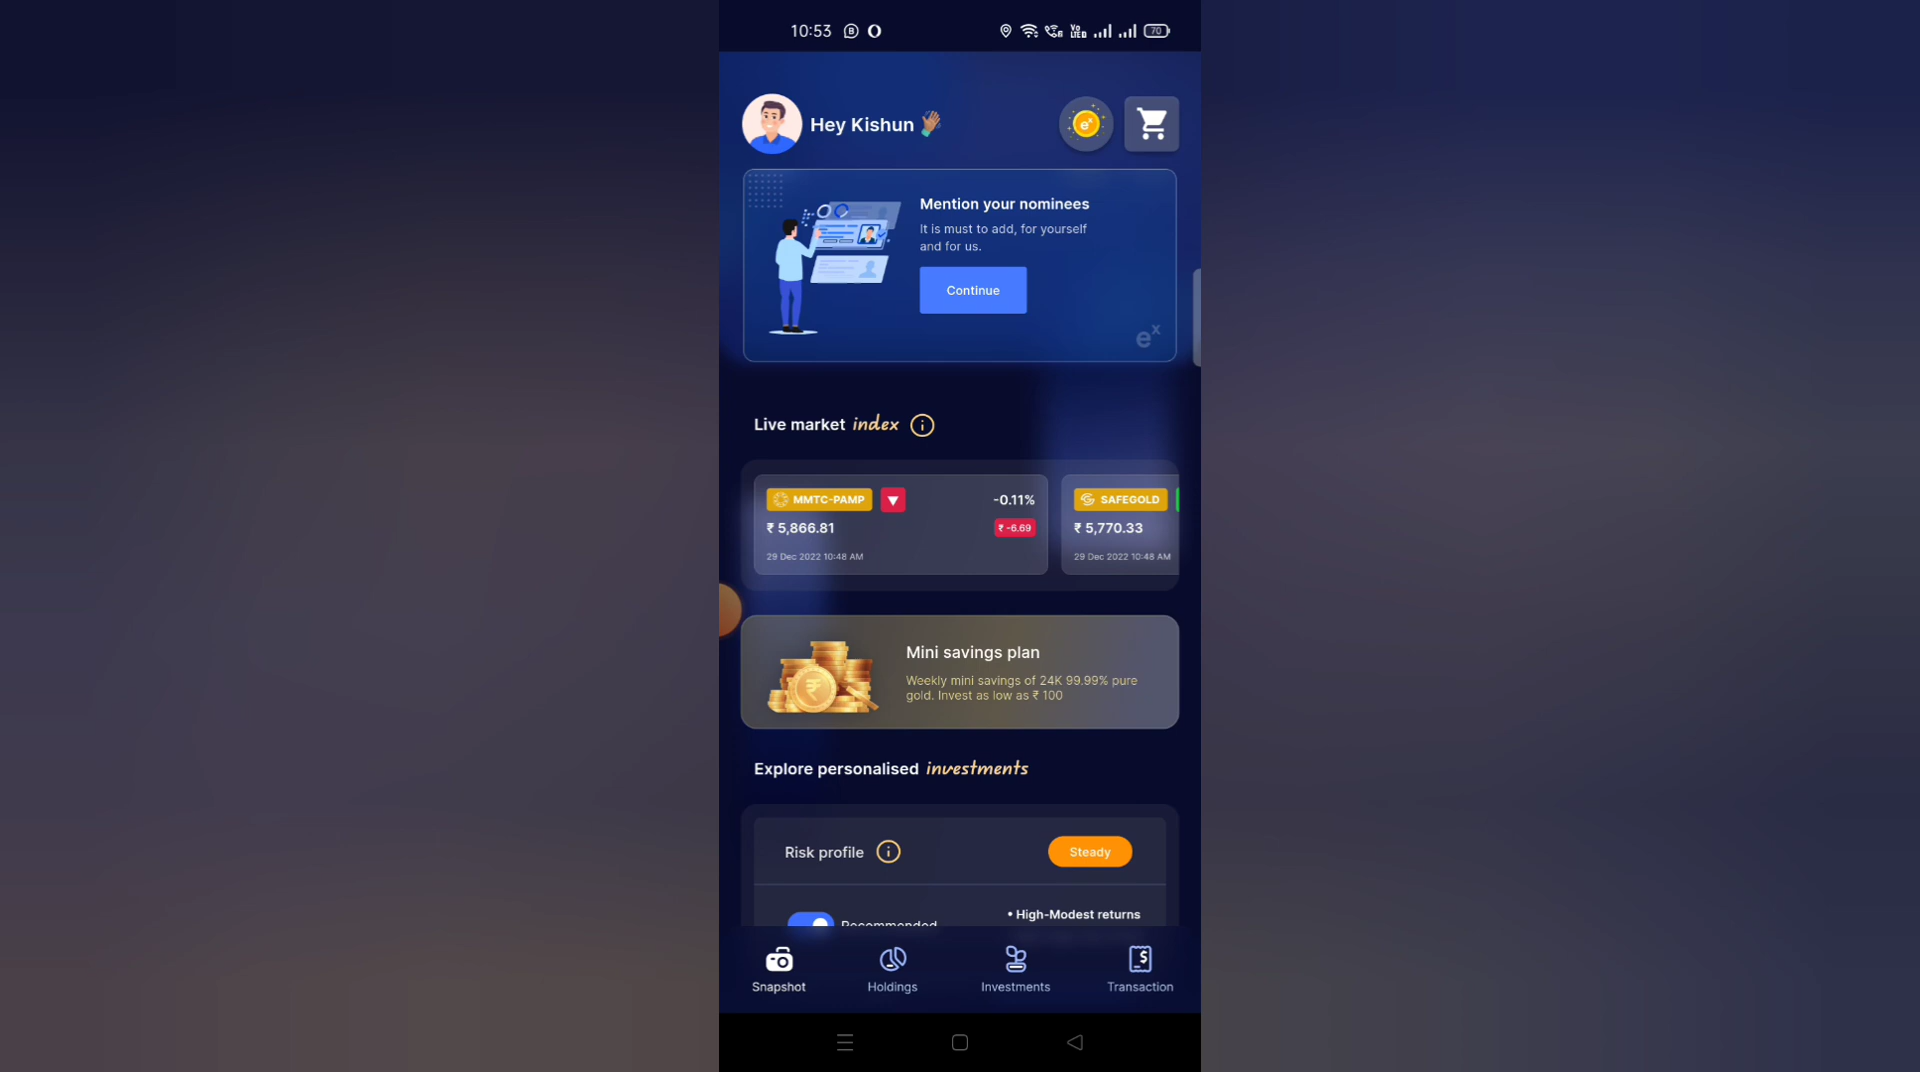 10:53
70
Hey Kishun
Mention your nominees
It is must to add, for yourself
and for us.
Continue
eˣ
Live market index
MMTC-PAMP
-0.11%
₹ 5,866.81
₹ -6.69
29 Dec 2022 10:48 AM
SAFEGOLD
₹ 5,770.33
29 Dec 2022 10:48 AM
Mini savings plan
Weekly mini savings of 24K 99.99% pure
gold. Invest as low as ₹ 100
Explore personalised investments
Risk profile
Steady
Recommended
• High-Modest returns
Snapshot
Holdings
Investments
Transaction